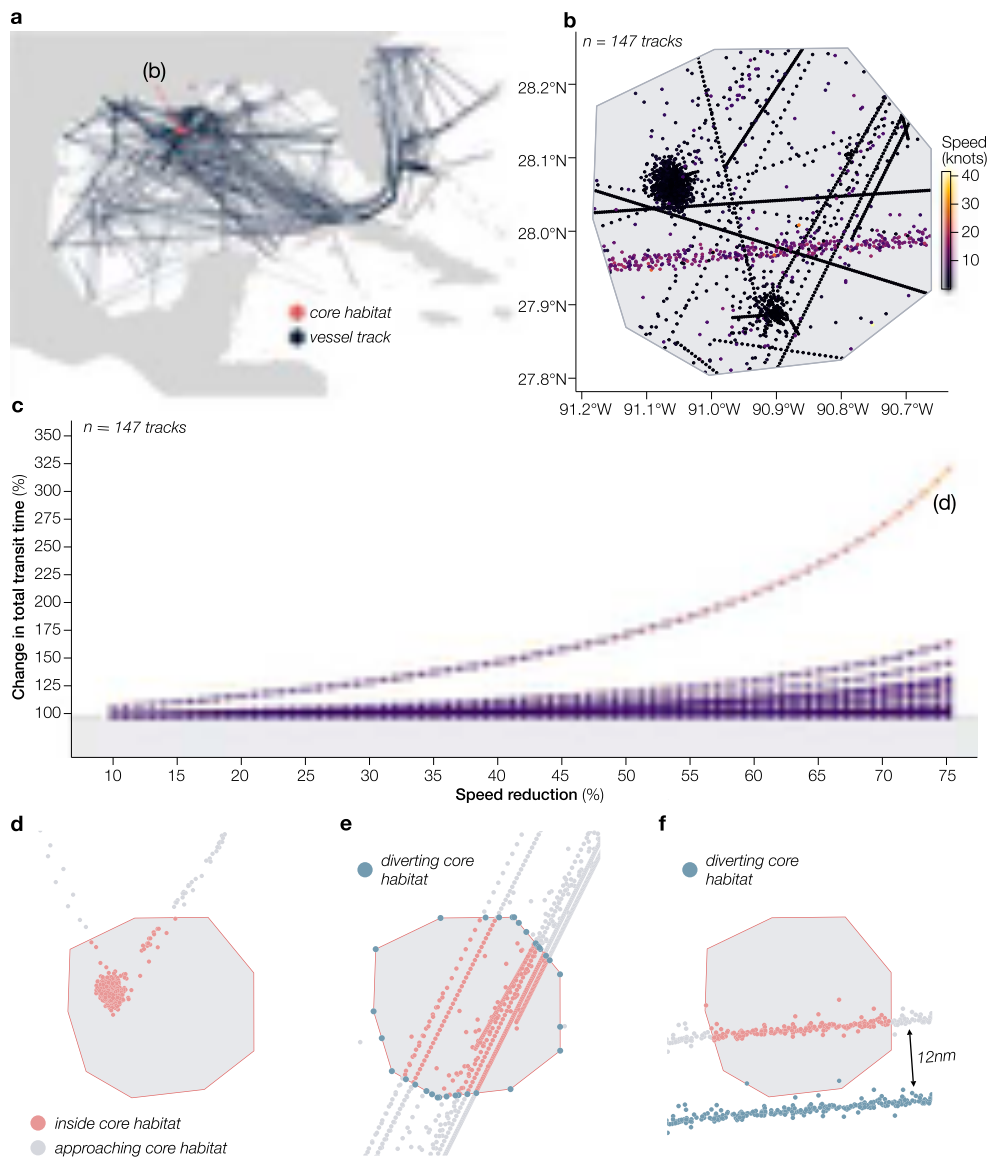 a
(b)
core habitat
vessel track
b
n = 147 tracks
28.2°N
28.1°N
28.0°N
27.9°N
27.8°N
91.2°W 91.1°W 91.0°W 90.9°W 90.8°W 90.7°W
Speed
(knots)
40
30
20
10
c
n = 147 tracks
Change in total transit time (%)
350
325
300
275
250
225
200
175
150
125
100
(d)
10 15 20 25 30 35 40 45 50 55 60 65 70 75
Speed reduction (%)
d
inside core habitat
approaching core habitat
e
diverting core
habitat
f
diverting core
habitat
12nm